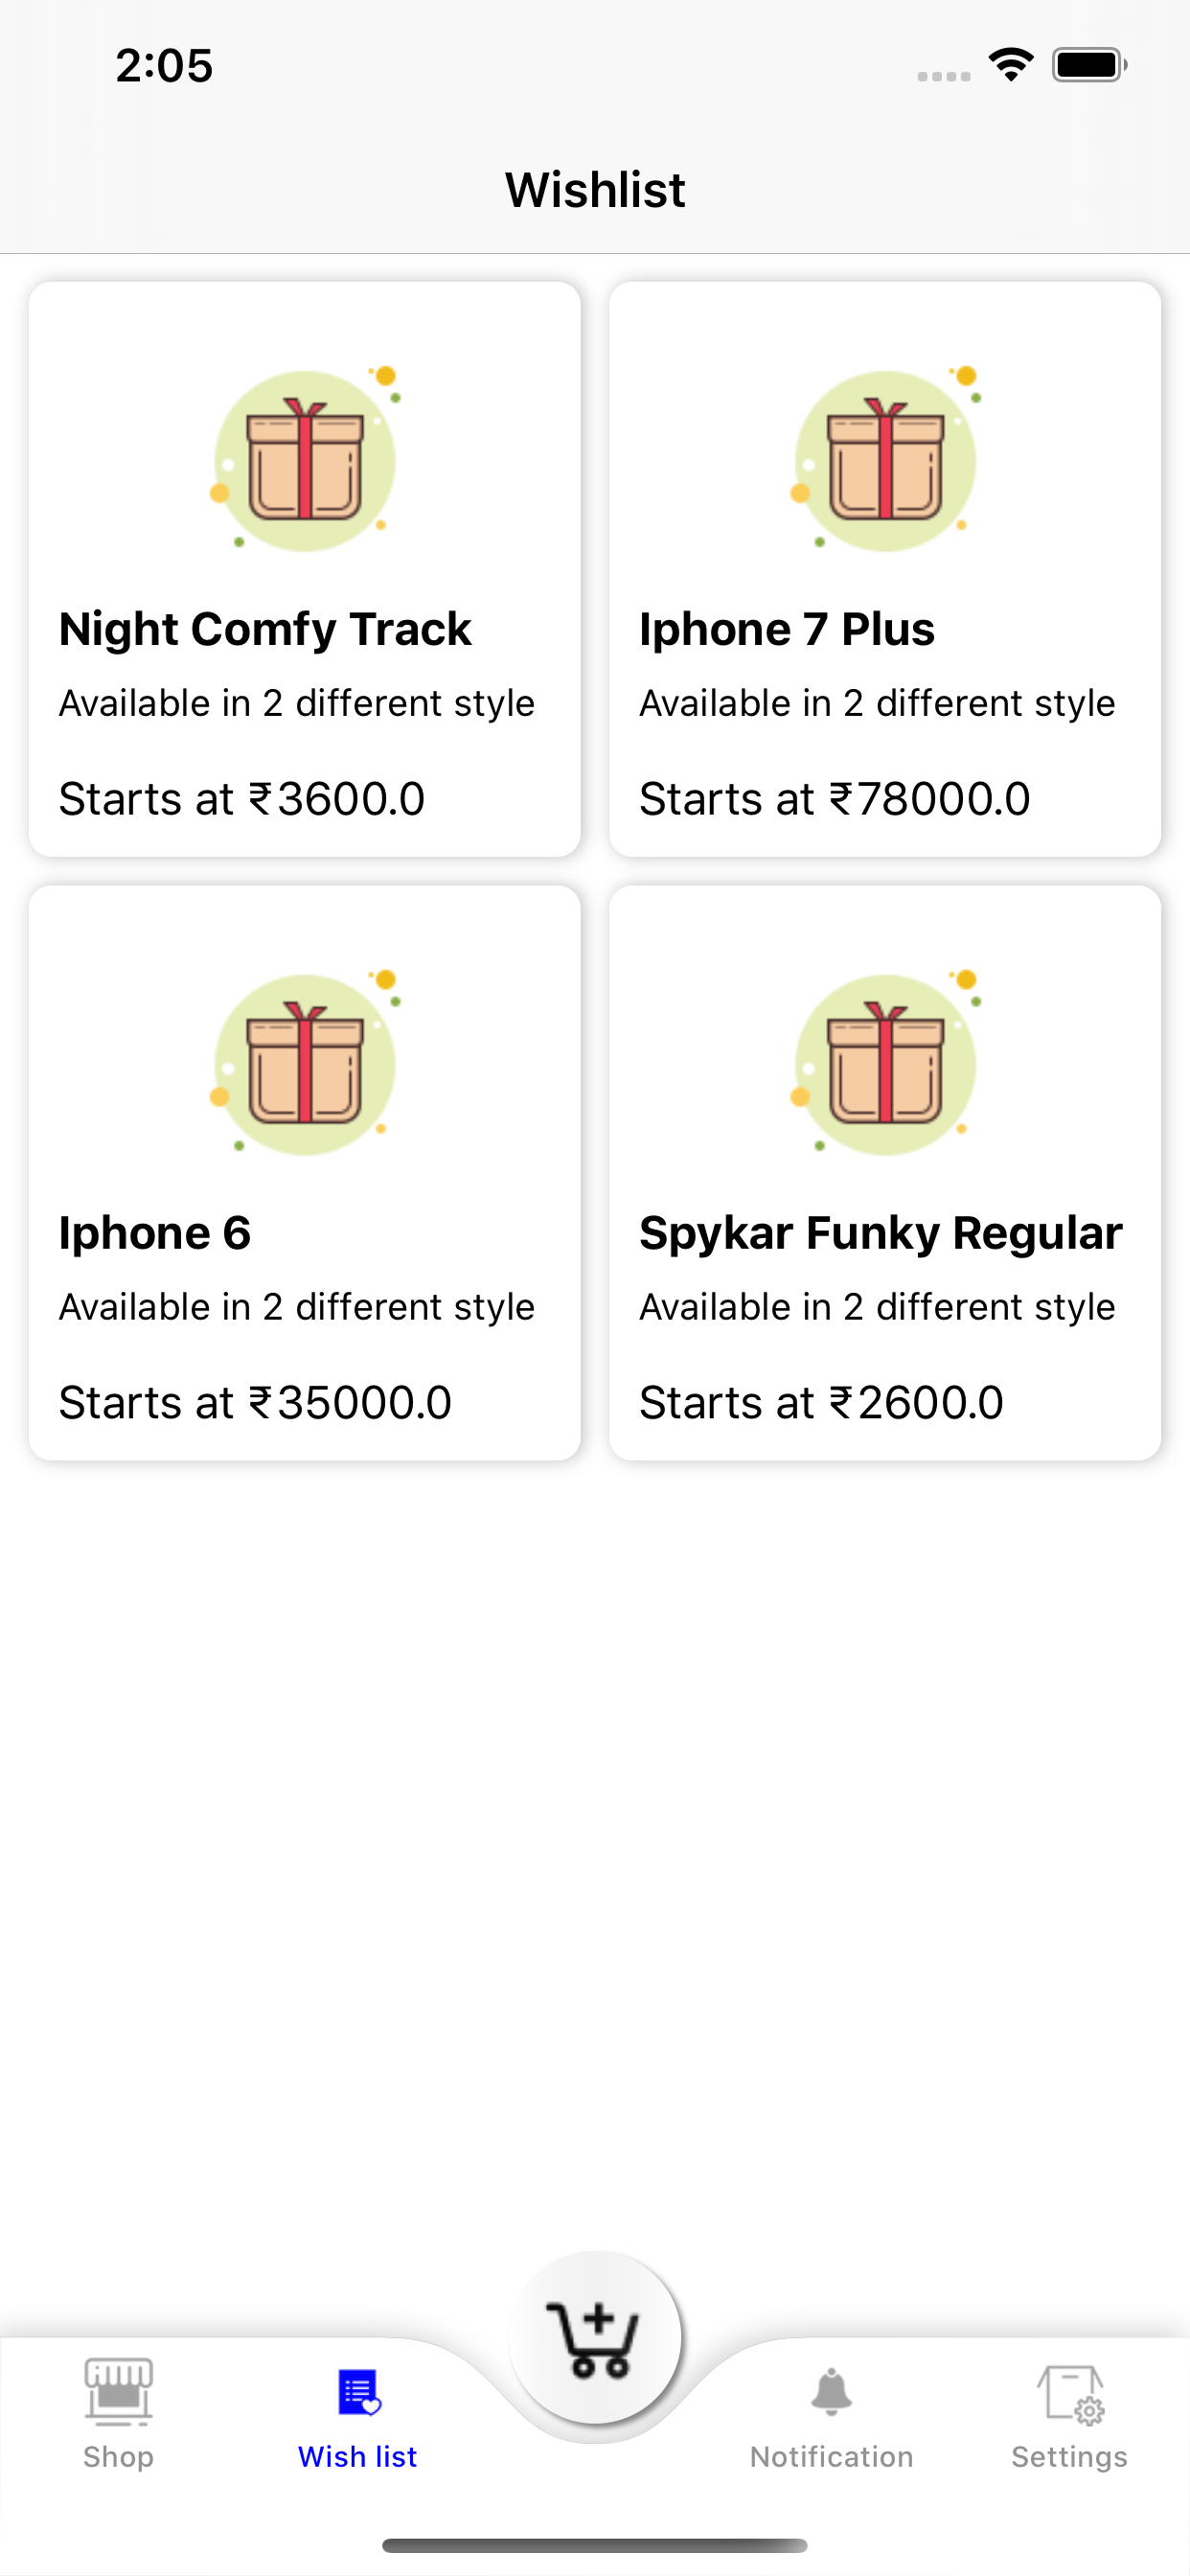 2:05
Wishlist
Night Comfy Track
Available in 2 different style
Starts at ₹3600.0
Iphone 7 Plus
Available in 2 different style
Starts at ₹78000.0
Iphone 6
Available in 2 different style
Starts at ₹35000.0
Spykar Funky Regular
Available in 2 different style
Starts at ₹2600.0
Shop
Wish list
Notification
Settings